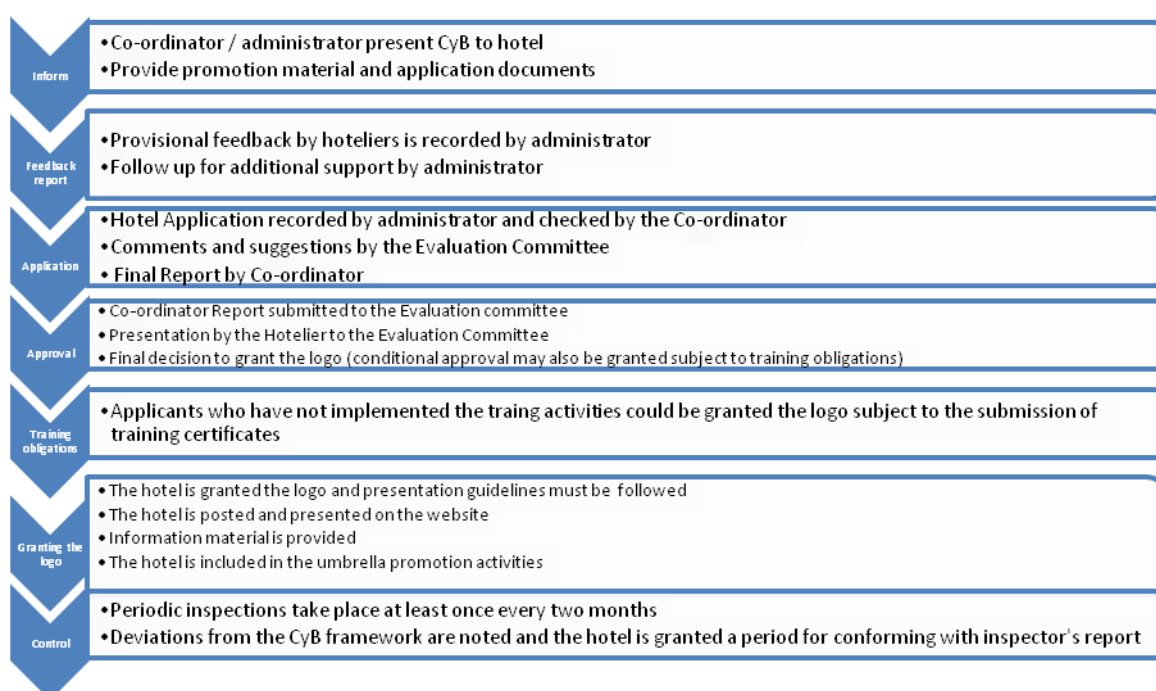 Inform
•Co-ordinator / administrator present CyB to hotel
•Provide promotion material and application documents
Feedback
report
•Provisional feedback by hoteliers is recorded by administrator
•Follow up for additional support by administrator
Application
•Hotel Application recorded by administrator and checked by the Co-ordinator
•Comments and suggestions by the Evaluation Committee
• Final Report by Co-ordinator
Approval
•Co-ordinator Report submitted to the Evaluation committee
•Presentation by the Hotelier to the Evaluation Committee
•Final decision to grant the logo (conditional approval may also be granted subject to training obligations)
Training
obligations
•Applicants who have not implemented the traing activities could be granted the logo subject to the submission of
training certificates
Granting the
logo
•The hotel is granted the logo and presentation guidelines must be followed
•The hotel is posted and presented on the website
•Information material is provided
•The hotel is included in the umbrella promotion activities
Control
•Periodic inspections take place at least once every two months
•Deviations from the CyB framework are noted and the hotel is granted a period for conforming with inspector's report